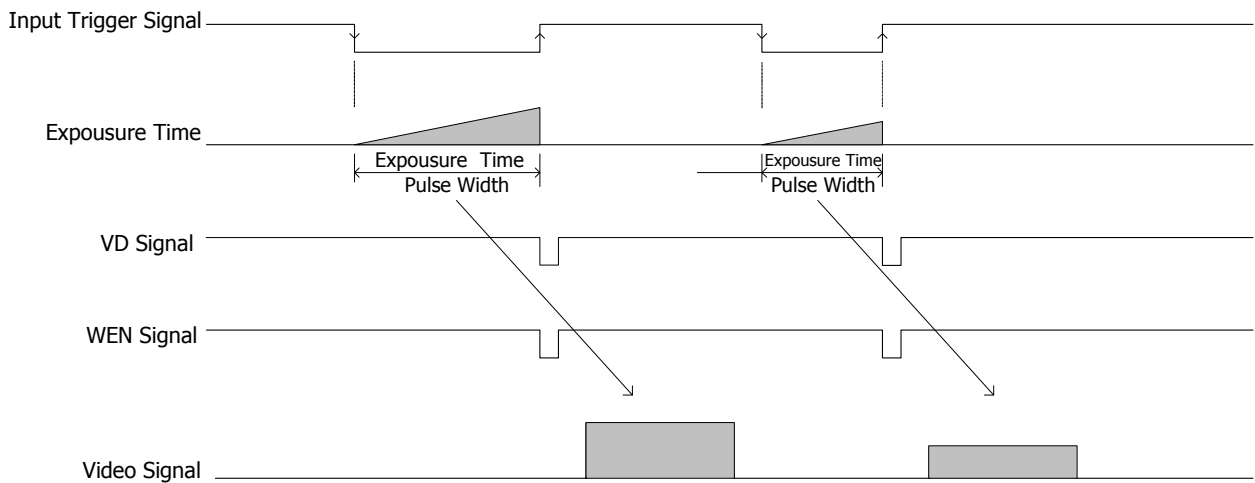 Input Trigger Signal
Expousure Time
Expousure Time
Pulse Width
Expousure Time
Pulse Width
VD Signal
WEN Signal
Video Signal